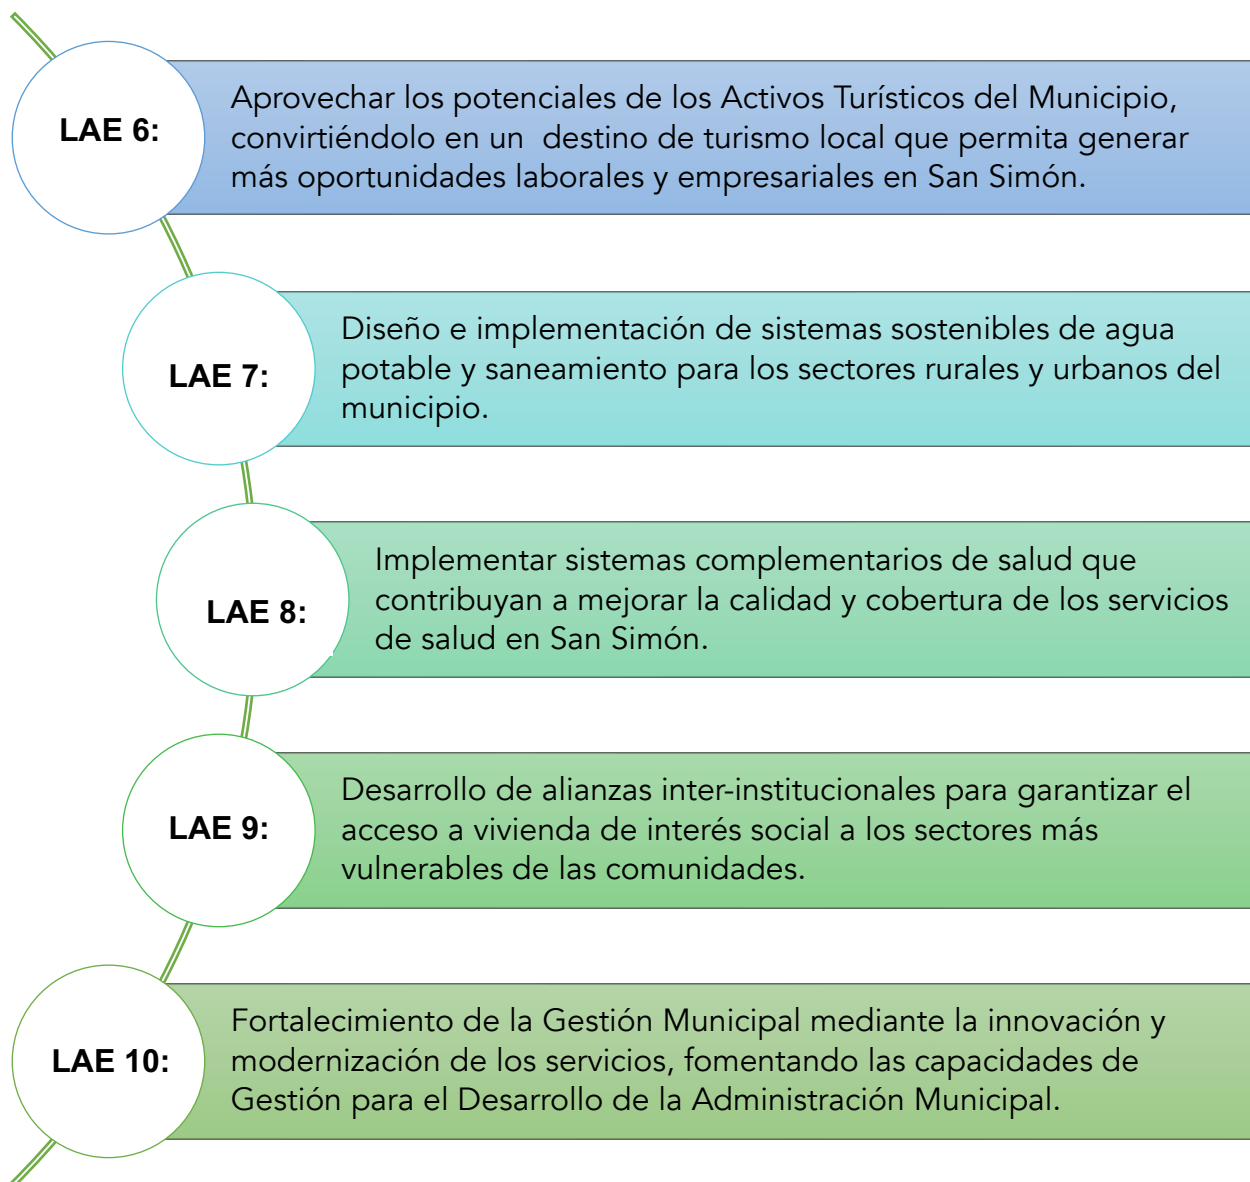 LAE 6:
Aprovechar los potenciales de los Activos Turísticos del Municipio,
convirtiéndolo en un  destino de turismo local que permita generar
más oportunidades laborales y empresariales en San Simón.
LAE 7:
Diseño e implementación de sistemas sostenibles de agua
potable y saneamiento para los sectores rurales y urbanos del
municipio.
LAE 8:
Implementar sistemas complementarios de salud que
contribuyan a mejorar la calidad y cobertura de los servicios
de salud en San Simón.
LAE 9:
Desarrollo de alianzas inter-institucionales para garantizar el
acceso a vivienda de interés social a los sectores más
vulnerables de las comunidades.
LAE 10:
Fortalecimiento de la Gestión Municipal mediante la innovación y
modernización de los servicios, fomentando las capacidades de
Gestión para el Desarrollo de la Administración Municipal.